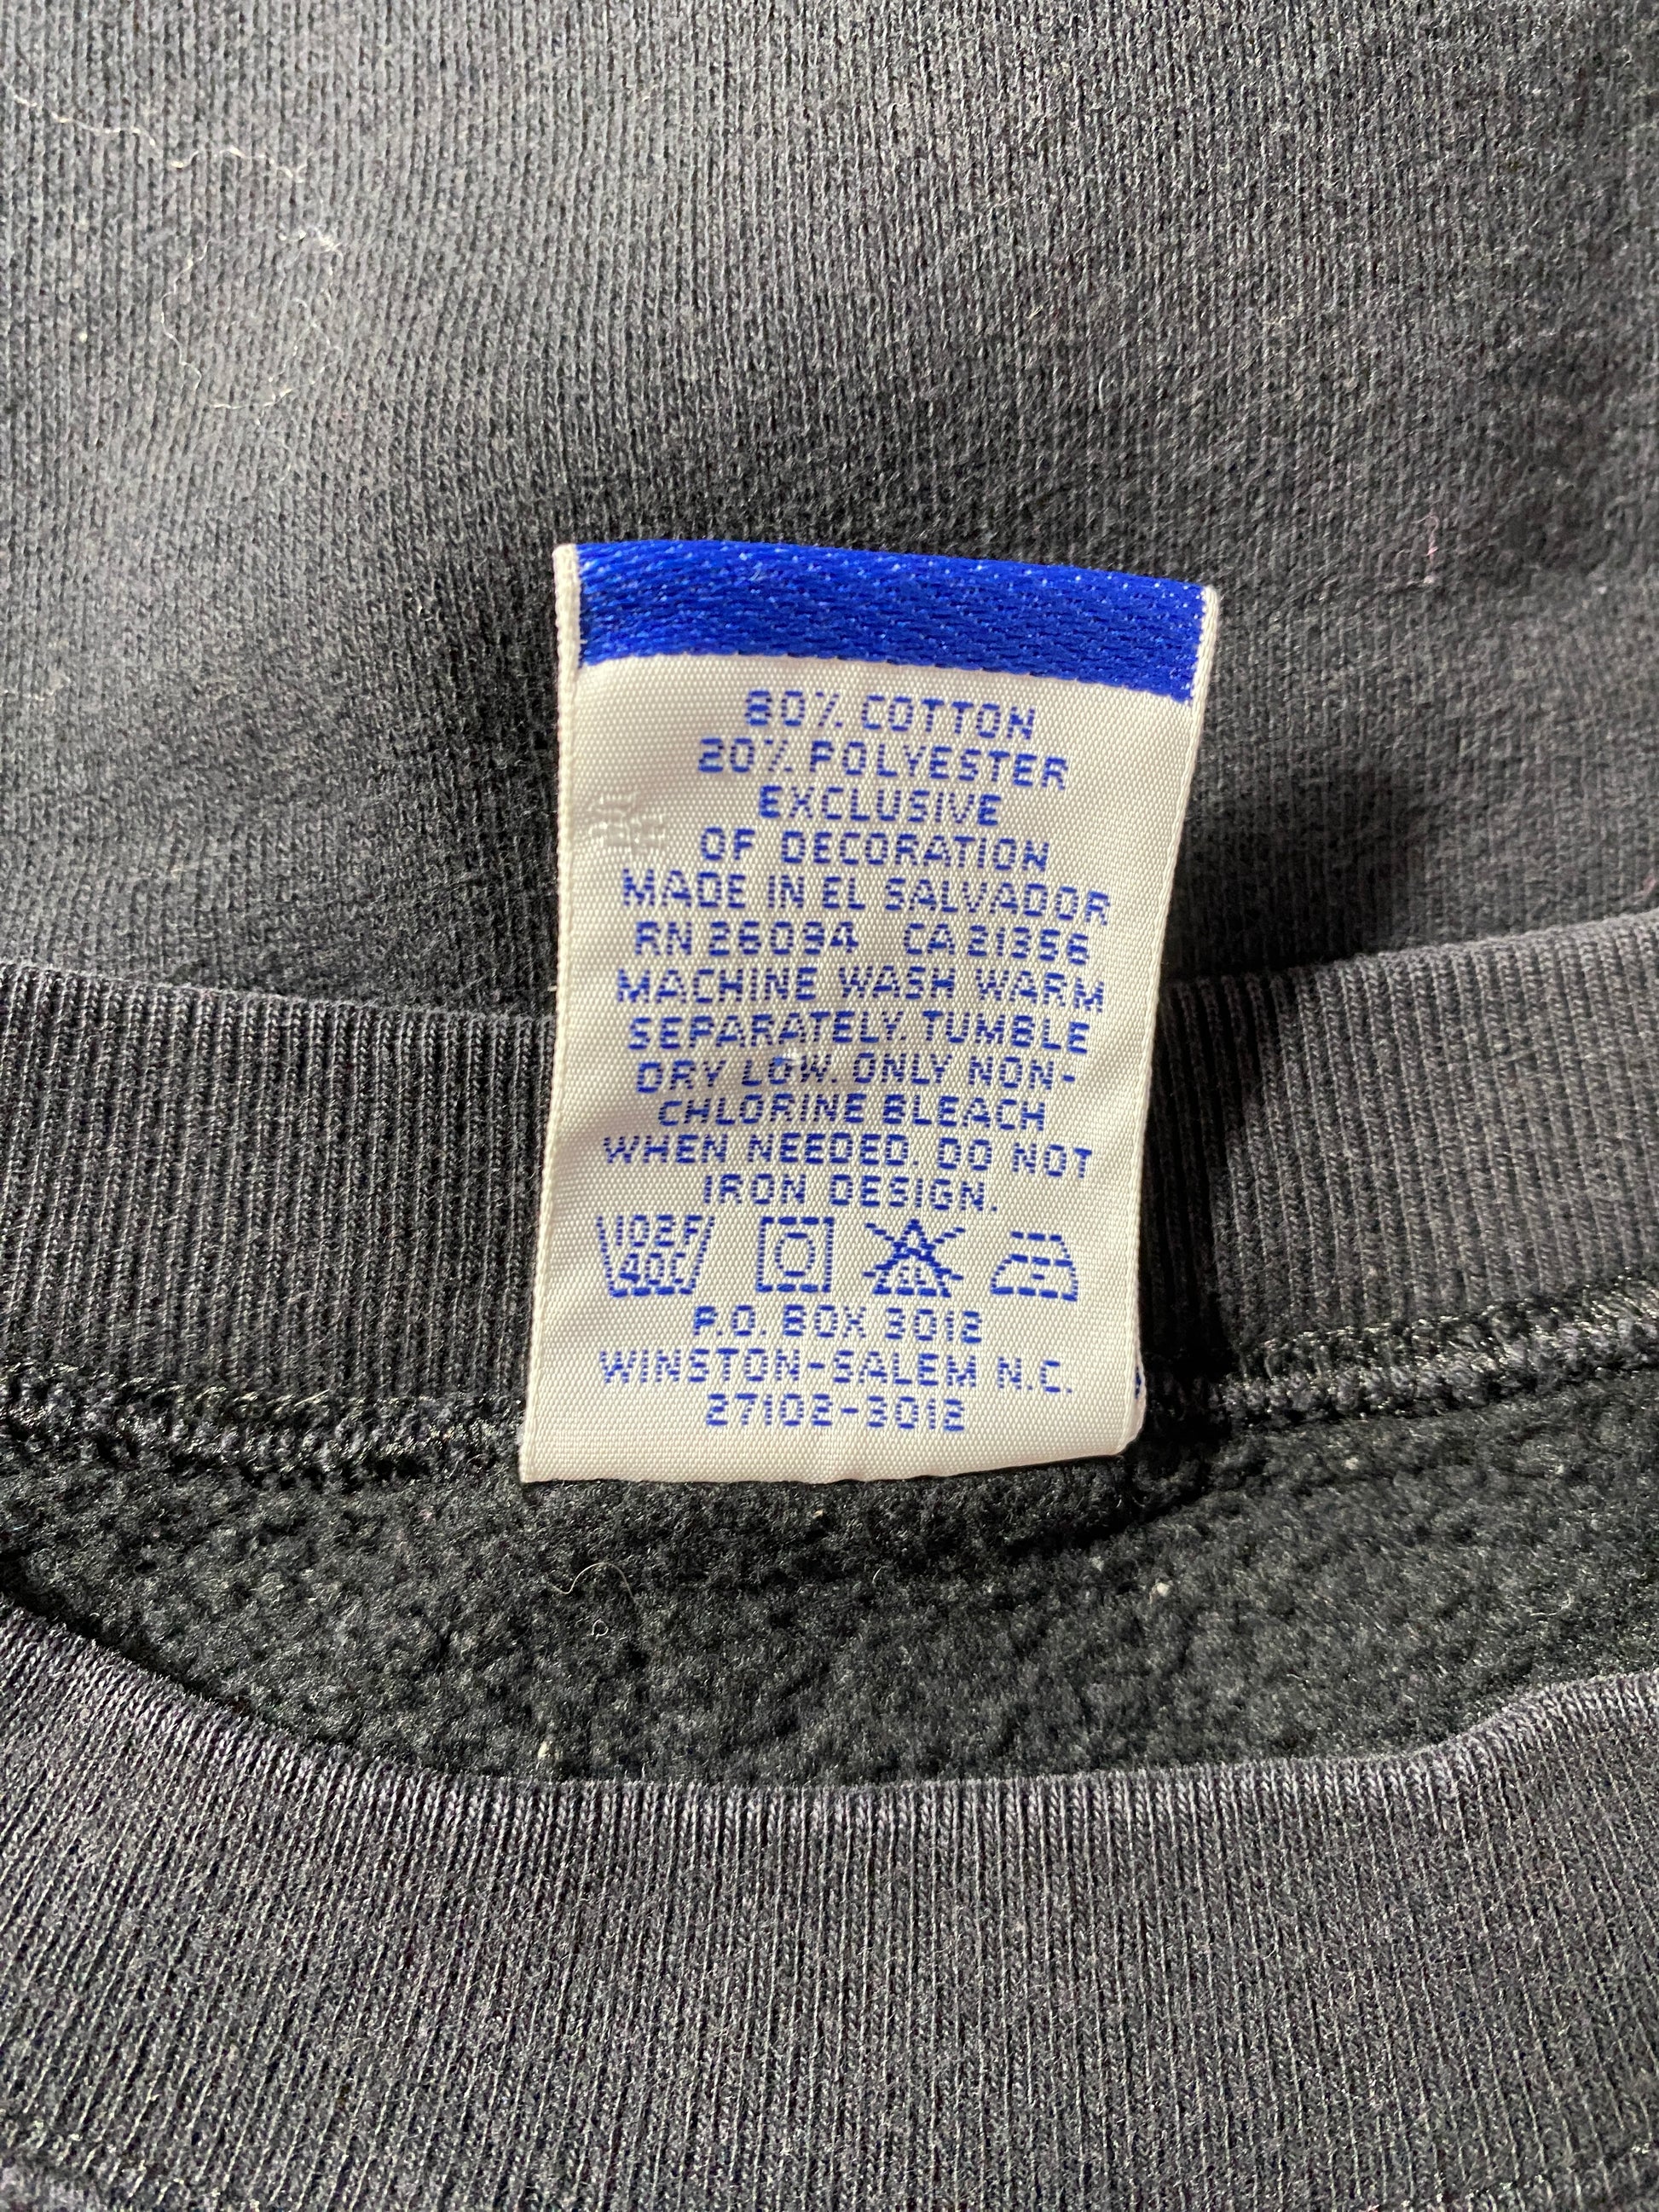 80% COTTON
20% POLYESTER
EXCLUSIVE
OF DECORATION
MADE IN EL SALVADOR
RN 26094 CA 21356
MACHINE WASH WARM
SEPARATELY. TUMBLE
DRY LOW. ONLY NON-
CHLORINE BLEACH
WHEN NEEDED. DO NOT
IRON DESIGN.
102F
40C
P.O. BOX 3012
WINSTON-SALEM N.C.
27102-3012